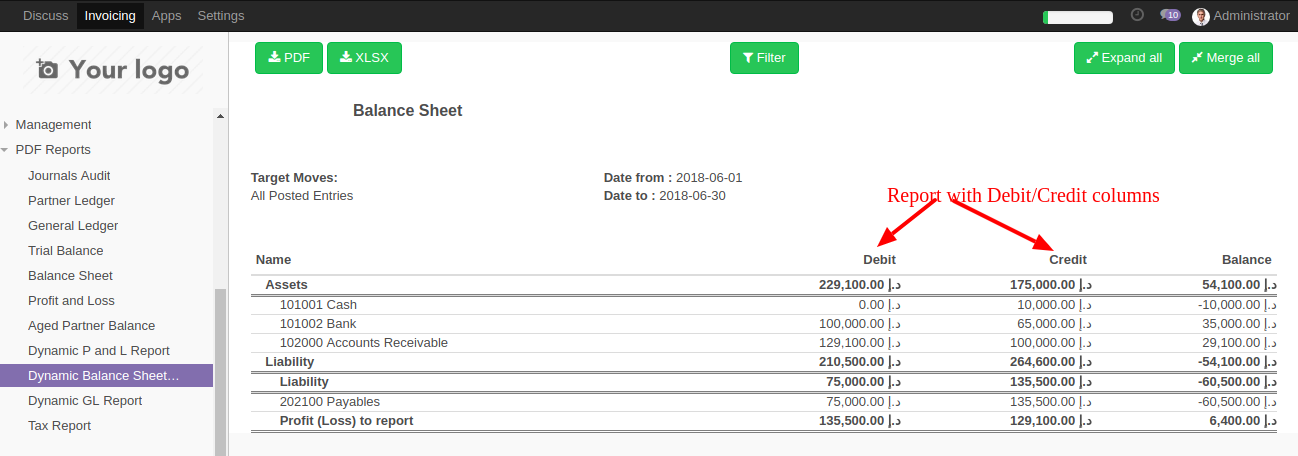 Discuss Invoicing Apps Settings 10 Administrator
Your logo
PDF XLSX Filter Expand all Merge all
Management
PDF Reports
Journals Audit
Partner Ledger
General Ledger
Trial Balance
Balance Sheet
Profit and Loss
Aged Partner Balance
Dynamic P and L Report
Dynamic Balance Sheet…
Dynamic GL Report
Tax Report
Balance Sheet
Target Moves:
All Posted Entries
Date from : 2018-06-01
Date to : 2018-06-30
Report with Debit/Credit columns
Name Debit Credit Balance
Assets 229,100.00 د.إ 175,000.00 د.إ 54,100.00 د.إ
101001 Cash 0.00 د.إ 10,000.00 د.إ -10,000.00 د.إ
101002 Bank 100,000.00 د.إ 65,000.00 د.إ 35,000.00 د.إ
102000 Accounts Receivable 129,100.00 د.إ 100,000.00 د.إ 29,100.00 د.إ
Liability 210,500.00 د.إ 264,600.00 د.إ -54,100.00 د.إ
Liability 75,000.00 د.إ 135,500.00 د.إ -60,500.00 د.إ
202100 Payables 75,000.00 د.إ 135,500.00 د.إ -60,500.00 د.إ
Profit (Loss) to report 135,500.00 د.إ 129,100.00 د.إ 6,400.00 د.إ